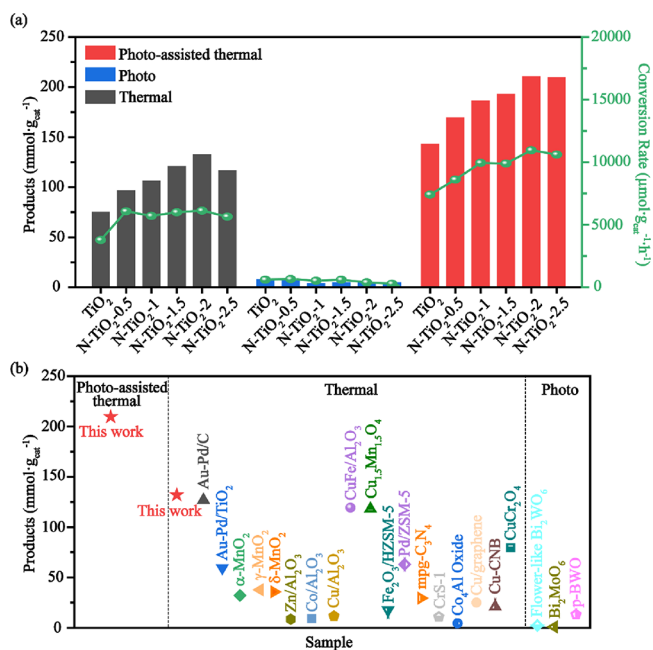 (a)
Photo-assisted thermal
Photo
Thermal
Products (mmol·g_cat⁻¹)
250
200
150
100
50
0
Conversion Rate (μmol·g_cat⁻¹·h⁻¹)
20000
15000
10000
5000
0
TiO₂
N-TiO₂-0.5
N-TiO₂-1
N-TiO₂-1.5
N-TiO₂-2
N-TiO₂-2.5
TiO₂
N-TiO₂-0.5
N-TiO₂-1
N-TiO₂-1.5
N-TiO₂-2
N-TiO₂-2.5
TiO₂
N-TiO₂-0.5
N-TiO₂-1
N-TiO₂-1.5
N-TiO₂-2
N-TiO₂-2.5
(b)
Products (mmol·g_cat⁻¹)
250
200
150
100
50
0
Photo-assisted
thermal
Thermal
Photo
This work
This work
Au-Pd/C
Au-Pd/TiO₂
α-MnO₂
γ-MnO₂
δ-MnO₂
Zn/Al₂O₃
Co/Al₂O₃
Cu/Al₂O₃
CuFe/Al₂O₃
Cu₁.₅Mn₁.₅O₄
Fe₂O₃/HZSM-5
Pd/ZSM-5
mpg-C₃N₄
CrS-1
Co₄Al Oxide
Cu/graphene
Cu-CNB
CuCr₂O₄
Flower-like Bi₂WO₆
Bi₂MoO₆
p-BWO
Sample